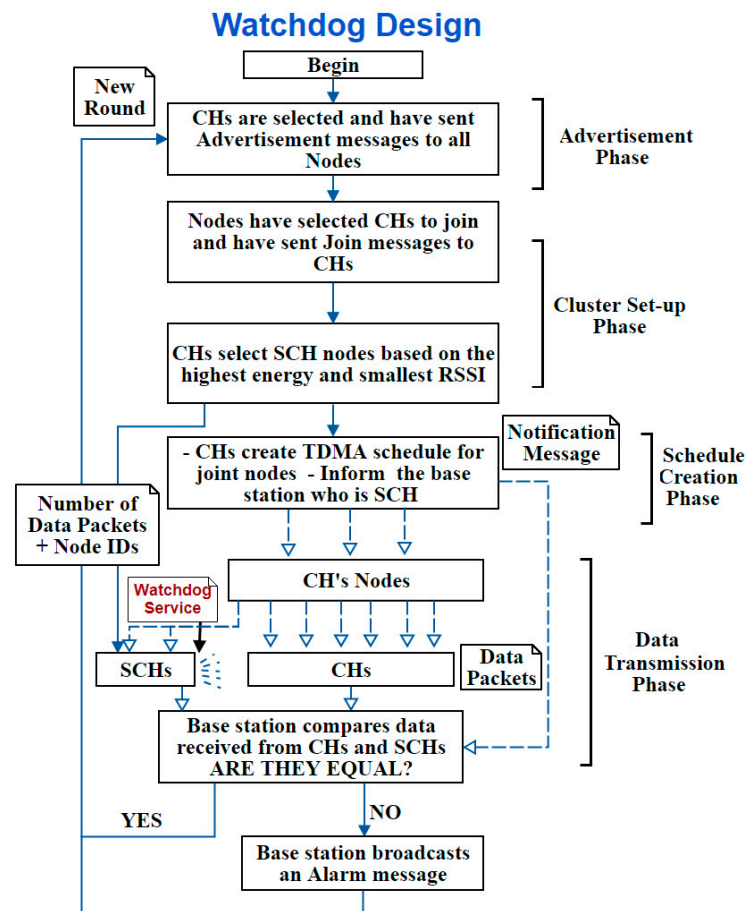 Watchdog Design
Begin
New
Round
CHs are selected and have sent
Advertisement messages to all
Nodes
Advertisement
Phase
Nodes have selected CHs to join
and have sent Join messages to
CHs
Cluster Set-up
Phase
CHs select SCH nodes based on the
highest energy and smallest RSSI
Notification
Message
- CHs create TDMA schedule for
joint nodes - Inform the base
station who is SCH
Schedule
Creation
Phase
Number of
Data Packets
+ Node IDs
CH's Nodes
Watchdog
Service
SCHs
CHs
Data
Packets
Data
Transmission
Phase
Base station compares data
received from CHs and SCHs
ARE THEY EQUAL?
YES
NO
Base station broadcasts
an Alarm message